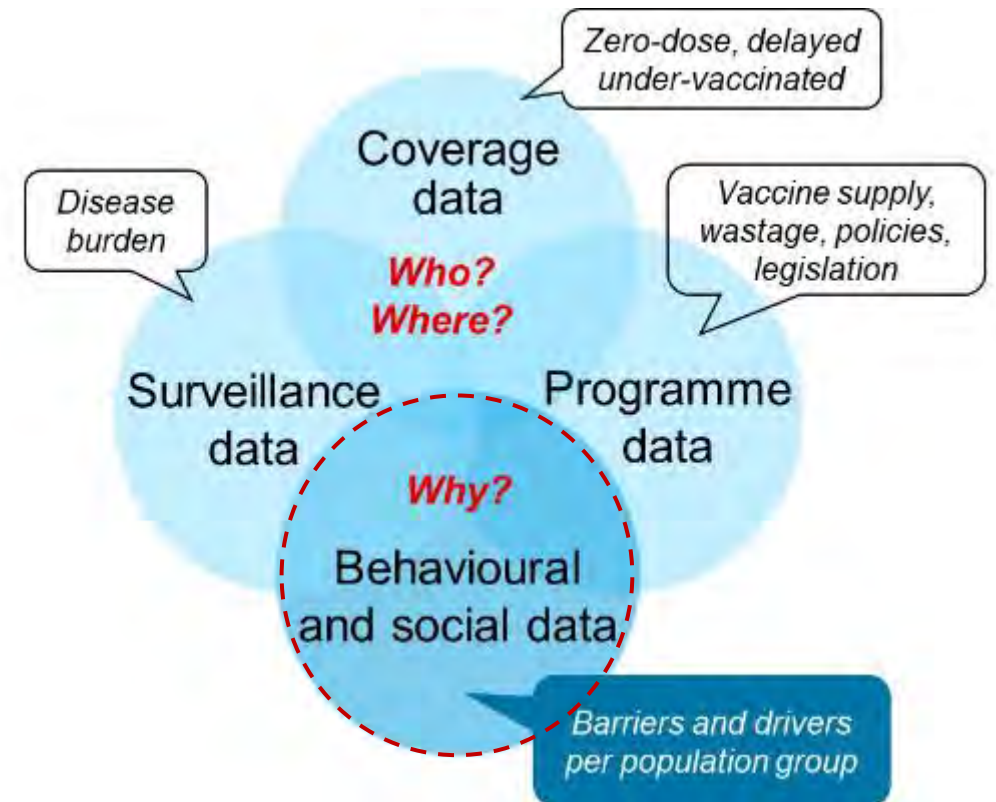 Zero-dose, delayed
under-vaccinated
Coverage
data
Disease
burden
Vaccine supply,
wastage, policies,
legislation
Who?
Where?
Surveillance
data
Programme
data
Why?
Behavioural
and social data
Barriers and drivers
per population group